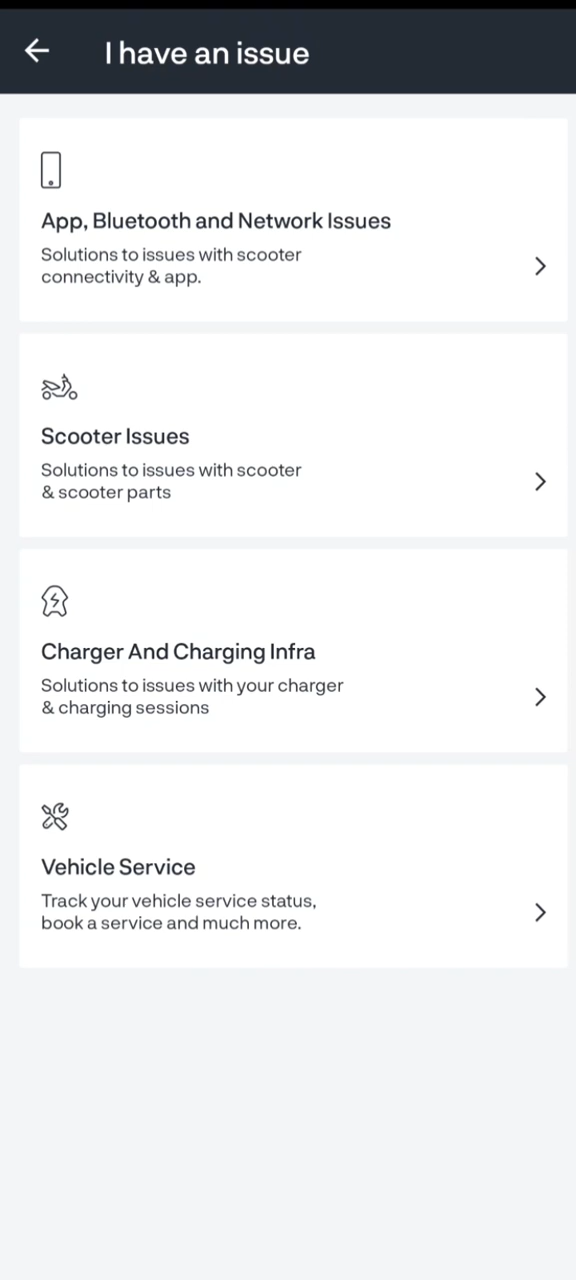 I have an issue
App, Bluetooth and Network Issues
Solutions to issues with scooter
connectivity & app.
Scooter Issues
Solutions to issues with scooter
& scooter parts
Charger And Charging Infra
Solutions to issues with your charger
& charging sessions
Vehicle Service
Track your vehicle service status,
book a service and much more.